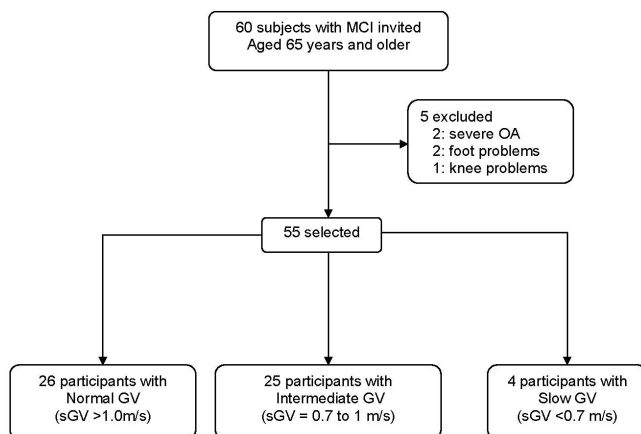 60 subjects with MCI invited
Aged 65 years and older
5 excluded
2: severe OA
2: foot problems
1: knee problems
55 selected
26 participants with
Normal GV
(sGV >1.0m/s)
25 participants with
Intermediate GV
(sGV = 0.7 to 1 m/s)
4 participants with
Slow GV
(sGV <0.7 m/s)